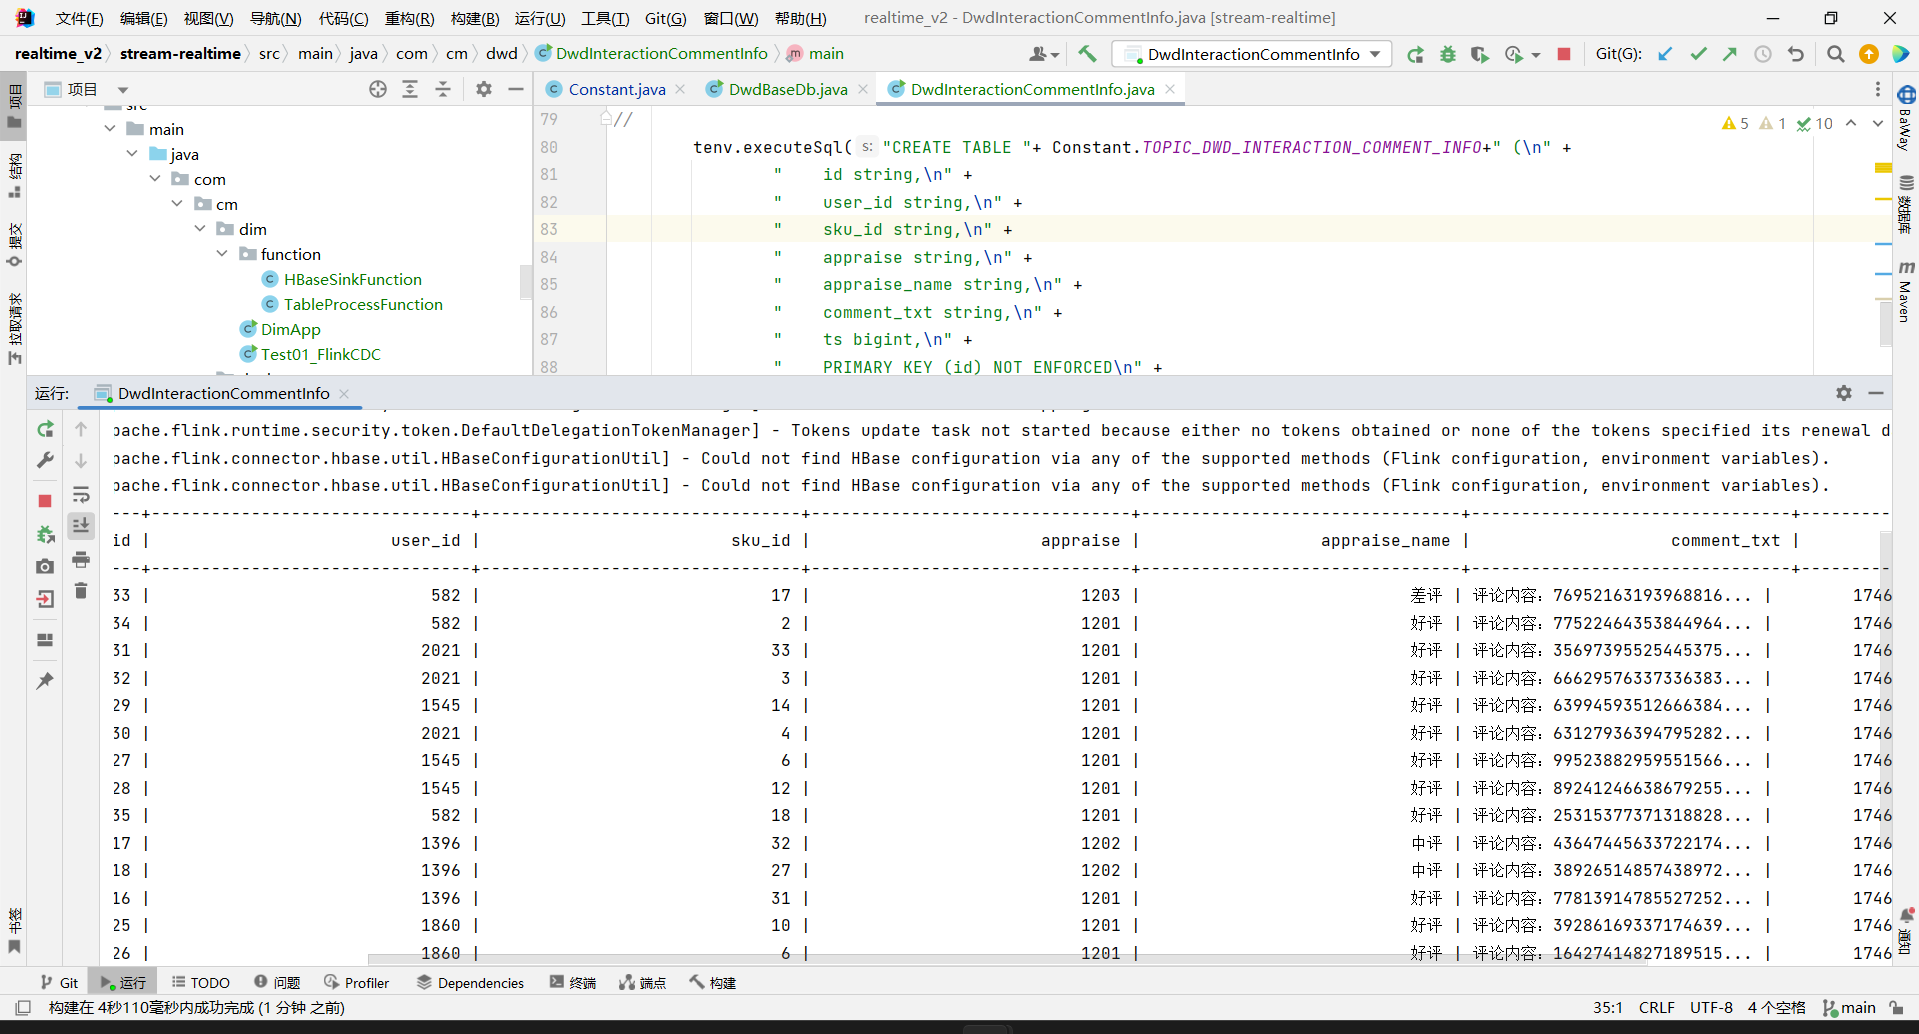 文件(F) 编辑(E) 视图(V) 导航(N) 代码(C) 重构(R) 构建(B) 运行(U) 工具(T) Git(G) 窗口(W) 帮助(H) realtime_v2 - DwdInteractionCommentInfo.java [stream-realtime]
realtime_v2 stream-realtime src main java com cm dwd DwdInteractionCommentInfo main DwdInteractionCommentInfo Git(G):
项目 Constant.java DwdBaseDb.java DwdInteractionCommentInfo.java
src
main
java
com
cm
dim
function
HBaseSinkFunction
TableProcessFunction
DimApp
Test01_FlinkCDC
项目
结构
提交
拉取请求
书签
79 //
5 1 10
80 tenv.executeSql( s: "CREATE TABLE "+ Constant.TOPIC_DWD_INTERACTION_COMMENT_INFO+" (\n" +
81 "    id string,\n" +
82 "    user_id string,\n" +
83 "    sku_id string,\n" +
84 "    appraise string,\n" +
85 "    appraise_name string,\n" +
86 "    comment_txt string,\n" +
87 "    ts bigint,\n" +
88 "    PRIMARY KEY (id) NOT ENFORCED\n" +
BaWay
数据库
Maven
通知
运行: DwdInteractionCommentInfo
pache.flink.runtime.security.token.DefaultDelegationTokenManager] - Tokens update task not started because either no tokens obtained or none of the tokens specified its renewal d
pache.flink.connector.hbase.util.HBaseConfigurationUtil] - Could not find HBase configuration via any of the supported methods (Flink configuration, environment variables).
pache.flink.connector.hbase.util.HBaseConfigurationUtil] - Could not find HBase configuration via any of the supported methods (Flink configuration, environment variables).
---+--------------------------------+--------------------------------+--------------------------------+--------------------------------+--------------------------------+---------
id | user_id | sku_id | appraise | appraise_name | comment_txt |
---+--------------------------------+--------------------------------+--------------------------------+--------------------------------+--------------------------------+---------
33 | 582 | 17 | 1203 | 差评 | 评论内容：76952163193968816... | 1746
34 | 582 | 2 | 1201 | 好评 | 评论内容：77522464353844964... | 1746
31 | 2021 | 33 | 1201 | 好评 | 评论内容：35697395525445375... | 1746
32 | 2021 | 3 | 1201 | 好评 | 评论内容：66629576337336383... | 1746
29 | 1545 | 14 | 1201 | 好评 | 评论内容：63994593512666384... | 1746
30 | 2021 | 4 | 1201 | 好评 | 评论内容：63127936394795282... | 1746
27 | 1545 | 6 | 1201 | 好评 | 评论内容：99523882959551566... | 1746
28 | 1545 | 12 | 1201 | 好评 | 评论内容：89241246638679255... | 1746
35 | 582 | 18 | 1201 | 好评 | 评论内容：25315377371318828... | 1746
17 | 1396 | 32 | 1202 | 中评 | 评论内容：43647445633722174... | 1746
18 | 1396 | 27 | 1202 | 中评 | 评论内容：38926514857438972... | 1746
16 | 1396 | 31 | 1201 | 好评 | 评论内容：77813914785527252... | 1746
25 | 1860 | 10 | 1201 | 好评 | 评论内容：39286169337174639... | 1746
26 | 1860 | 6 | 1201 | 好评 | 评论内容：16427414827189515... | 1746
Git 运行 TODO 问题 Profiler Dependencies 终端 端点 构建
构建在 4秒110毫秒内成功完成 (1 分钟 之前) 35:1 CRLF UTF-8 4 个空格 main